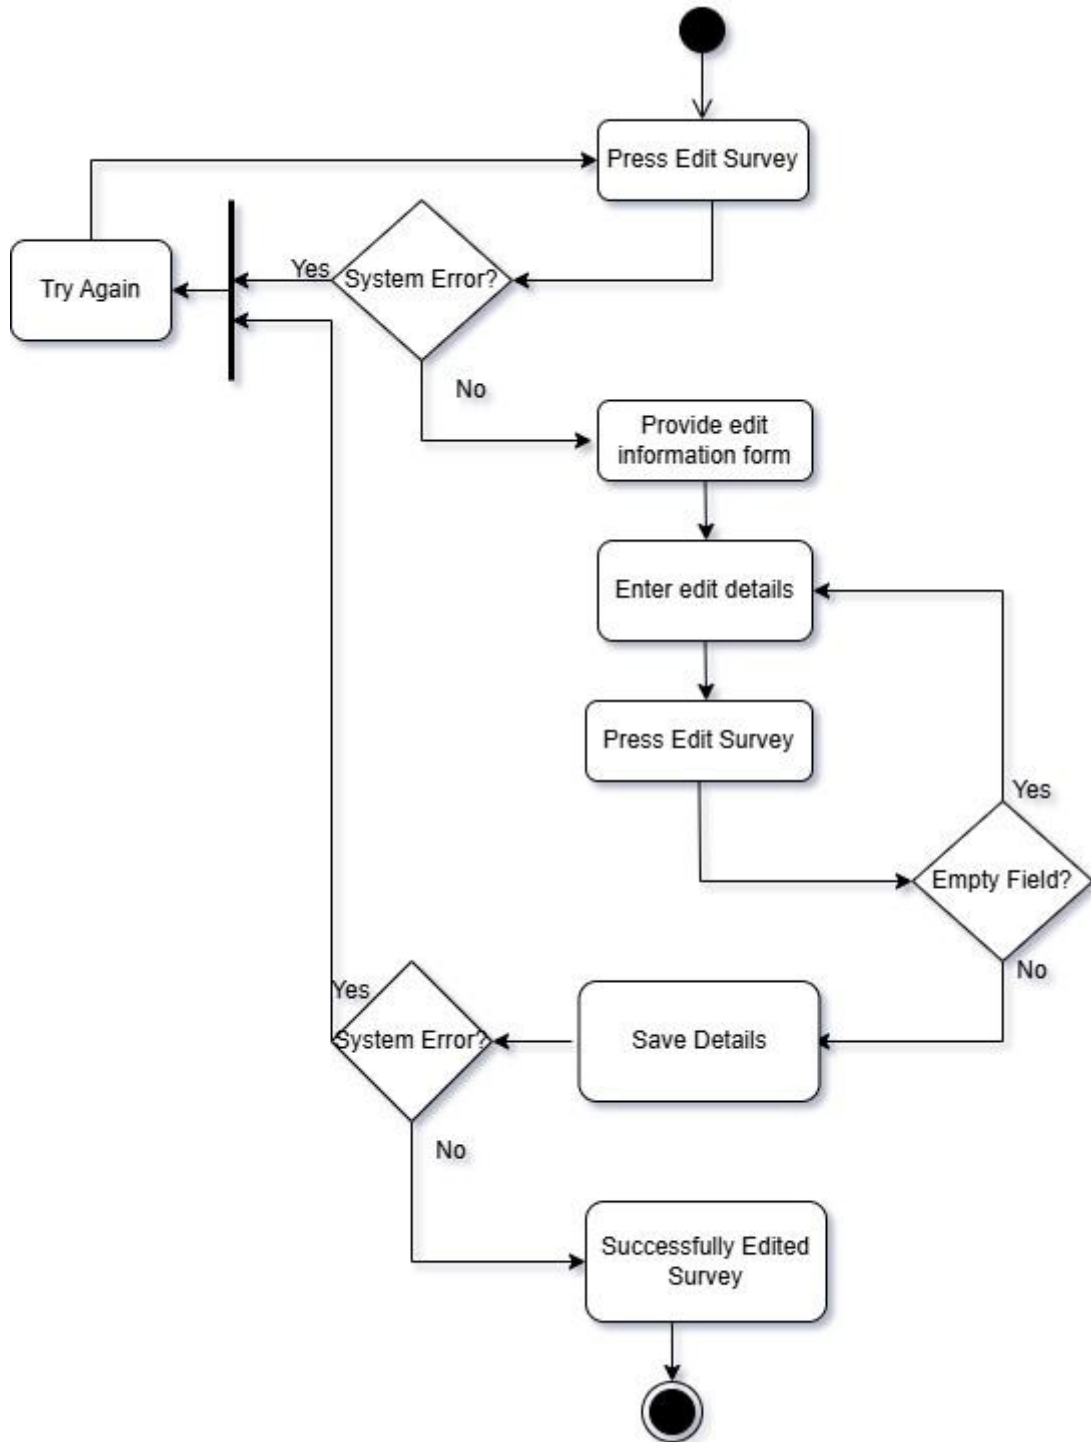 Press Edit Survey
Yes
System Error?
Try Again
No
Provide edit
information form
Enter edit details
Press Edit Survey
Yes
Empty Field?
No
Yes
System Error?
Save Details
No
Successfully Edited
Survey